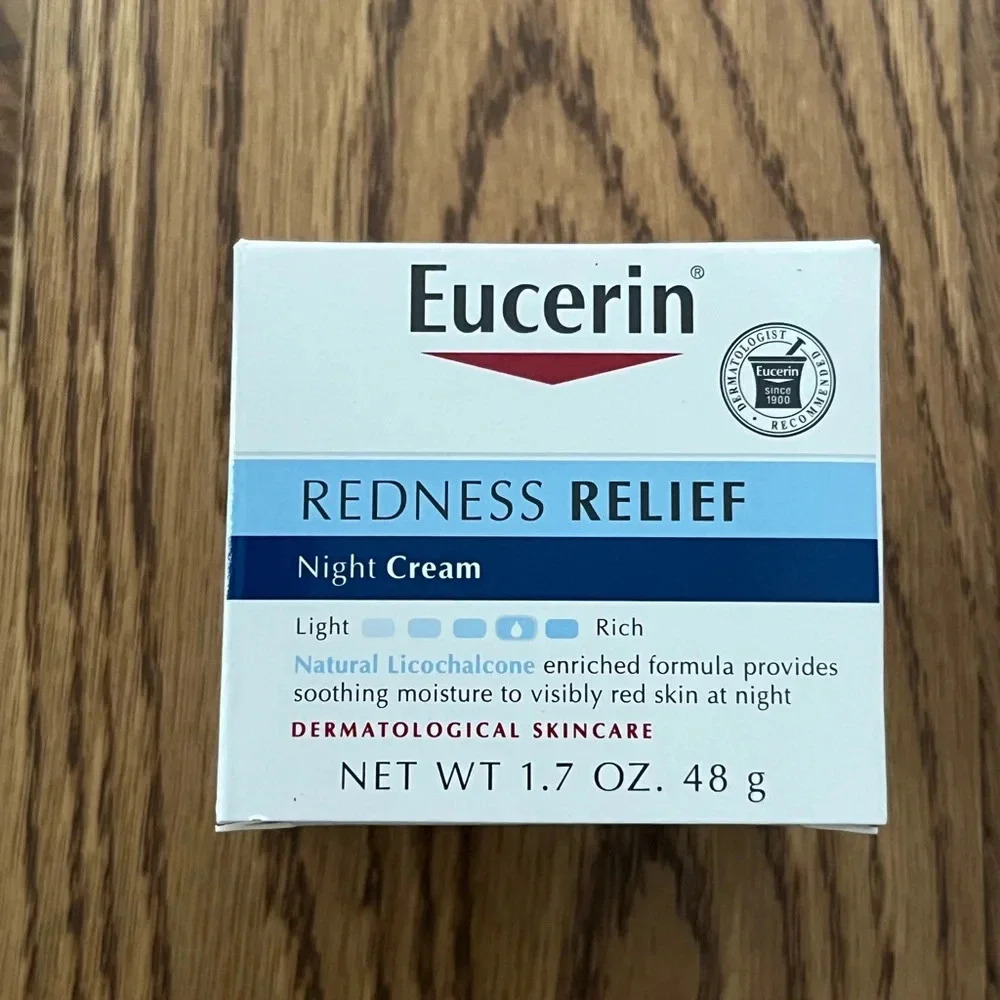 Eucerin®
DERMATOLOGIST RECOMMENDED
Eucerin
since
1900
REDNESS RELIEF
Night Cream
Light Rich
Natural Licochalcone enriched formula provides
soothing moisture to visibly red skin at night
DERMATOLOGICAL SKINCARE
NET WT 1.7 OZ. 48 g